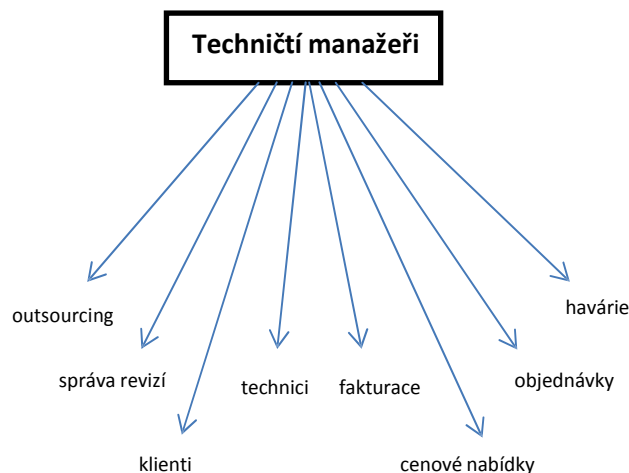 Techničtí manažeři
outsourcing
havárie
správa revizí
technici
fakturace
objednávky
klienti
cenové nabídky